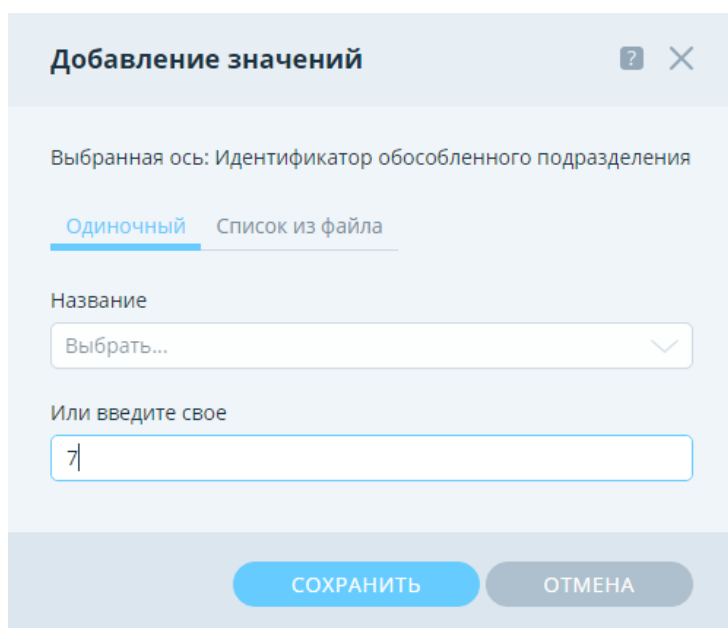 Добавление значений
?
Выбранная ось: Идентификатор обособленного подразделения
Одиночный Список из файла
Название
Выбрать...
Или введите свое
7
СОХРАНИТЬ ОТМЕНА